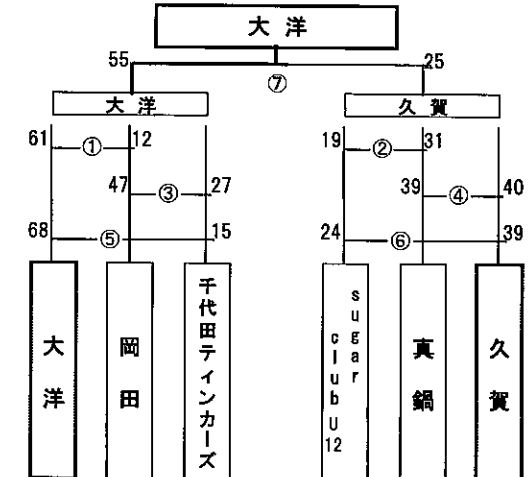 大洋
55 25
⑦
大洋 久賀
61 ① 12 19 ② 31
47 ③ 27 39 ④ 40
68 ⑤ 15 24 ⑥ 39
大洋
岡田
千代田ティンカーズ
sugar
club U12
真鍋
久賀